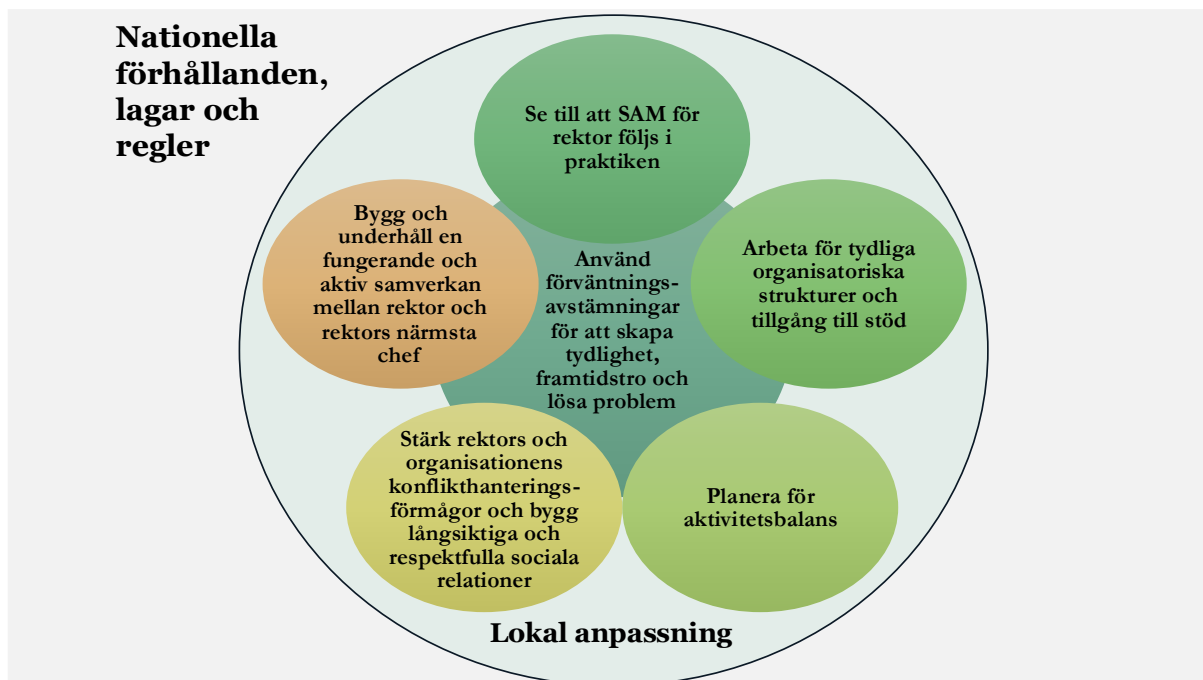 Nationella
förhållanden,
lagar och
regler
Se till att SAM för
rektor följs i
praktiken
Bygg och
underhåll en
fungerande och
aktiv samverkan
mellan rektor och
rektors närmsta
chef
Använd
förväntnings-
avstämningar
för att skapa
tydlighet,
framtidstro och
lösa problem
Arbeta för tydliga
organisatoriska
strukturer och
tillgång till stöd
Stärk rektors och
organisationens
konflikthanterings-
förmågor och bygg
långsiktiga och
respektfulla sociala
relationer
Planera för
aktivitetsbalans
Lokal anpassning